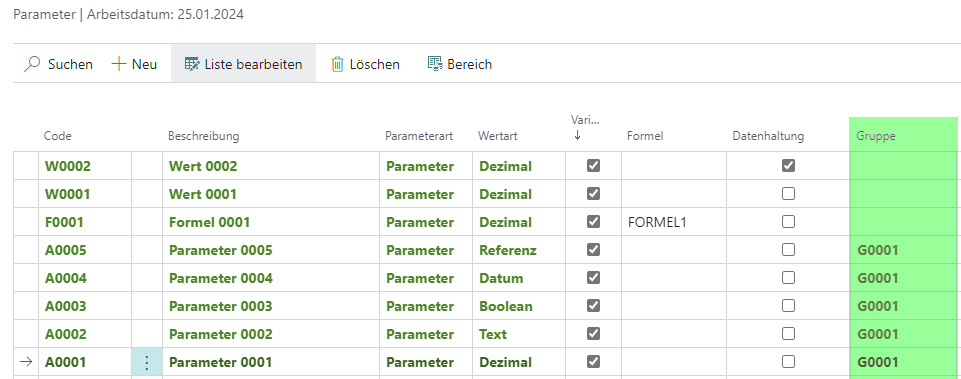 Parameter | Arbeitsdatum: 25.01.2024
Suchen Neu Liste bearbeiten Löschen Bereich
Code Beschreibung Parameterart Wertart Vari... ↓ Formel Datenhaltung Gruppe
W0002 Wert 0002 Parameter Dezimal
W0001 Wert 0001 Parameter Dezimal
F0001 Formel 0001 Parameter Dezimal FORMEL1
A0005 Parameter 0005 Parameter Referenz G0001
A0004 Parameter 0004 Parameter Datum G0001
A0003 Parameter 0003 Parameter Boolean G0001
A0002 Parameter 0002 Parameter Text G0001
A0001 Parameter 0001 Parameter Dezimal G0001